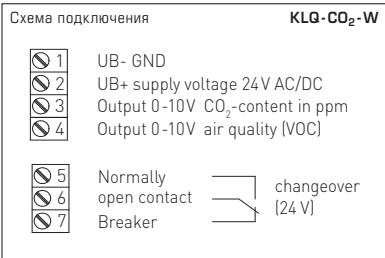 Схема подключения KLQ-CO₂-W
1 UB- GND
2 UB+ supply voltage 24V AC/DC
3 Output 0-10V CO₂-content in ppm
4 Output 0-10V air quality (VOC)
5 Normally
6 open contact
7 Breaker
changeover
(24 V)